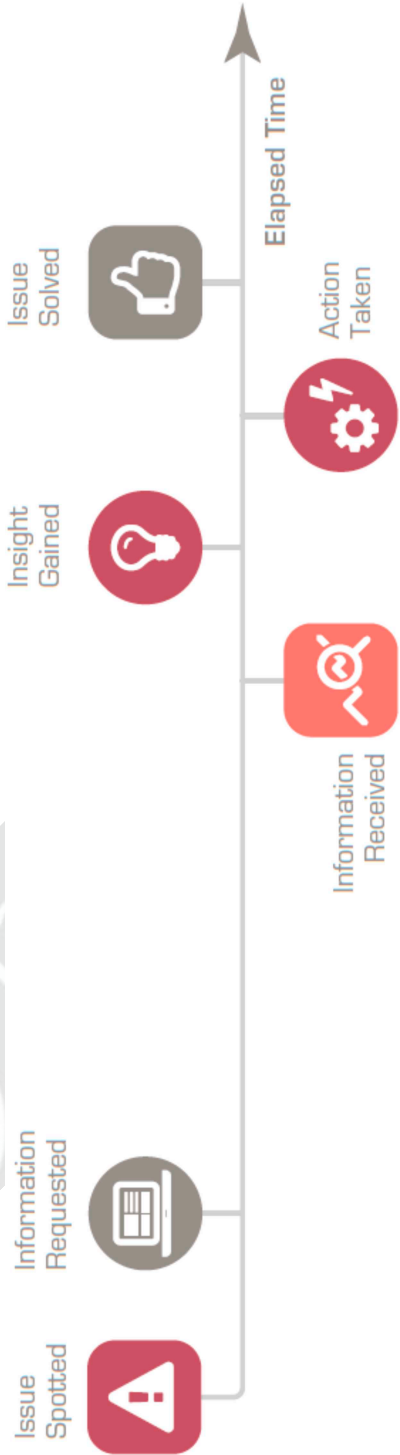 Issue
Spotted
Information
Requested
Information
Received
Insight
Gained
Action
Taken
Issue
Solved
Elapsed Time